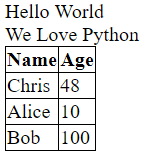 Hello World
We Love Python
Name Age
Chris 48
Alice 10
Bob 100